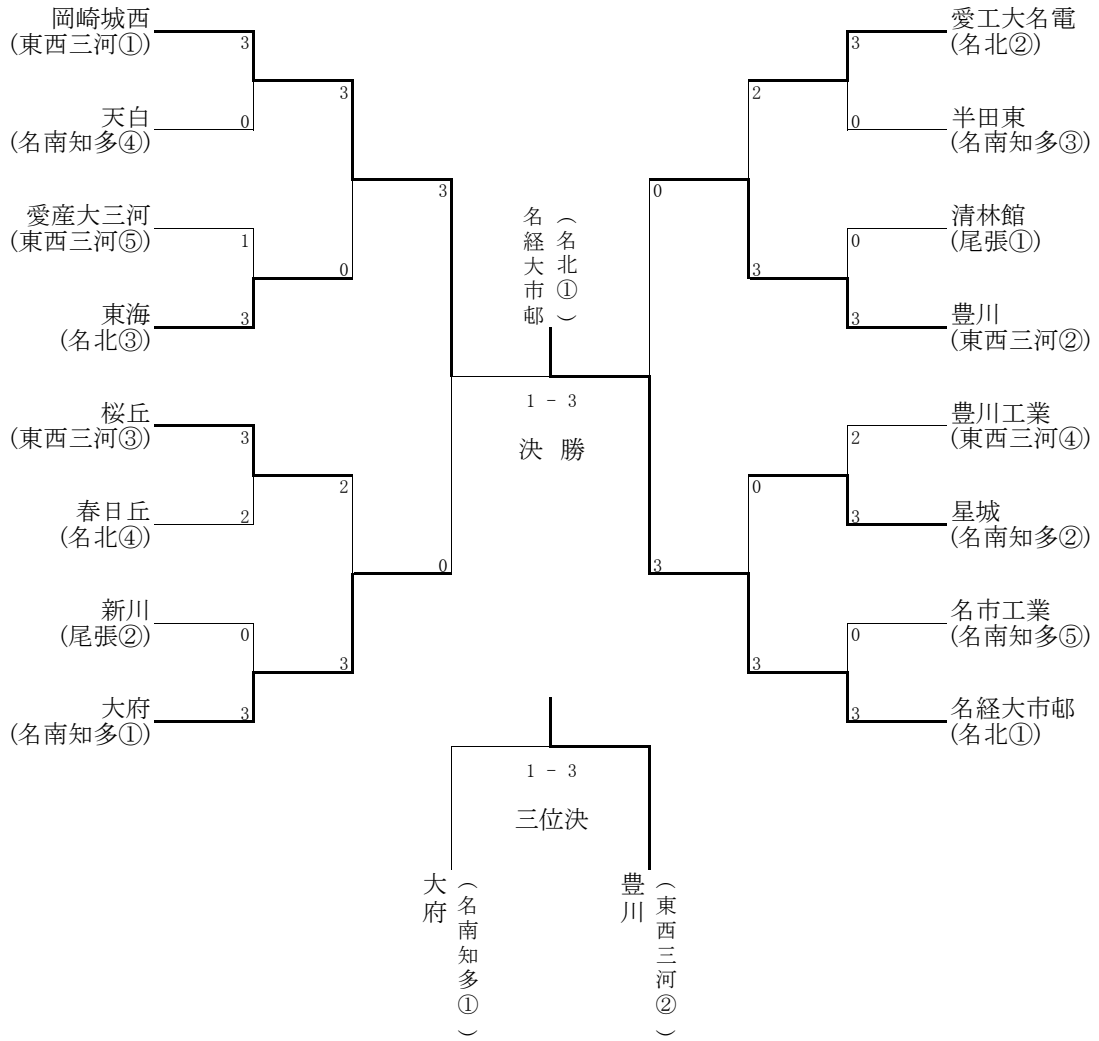 岡崎城西
(東西三河①)
3
天白
(名南知多④)
0
3
愛産大三河
(東西三河⑤)
1
東海
(名北③)
3
0
3
桜丘
(東西三河③)
3
春日丘
(名北④)
2
2
新川
(尾張②)
0
大府
(名南知多①)
3
3
0
名経大市邨
(名北①)
1 - 3
決 勝
愛工大名電
(名北②)
3
半田東
(名南知多③)
0
2
清林館
(尾張①)
0
豊川
(東西三河②)
3
3
0
豊川工業
(東西三河④)
2
星城
(名南知多②)
3
0
名市工業
(名南知多⑤)
0
名経大市邨
(名北①)
3
3
3
1 - 3
三位決
大府
(名南知多①)
豊川
(東西三河②)